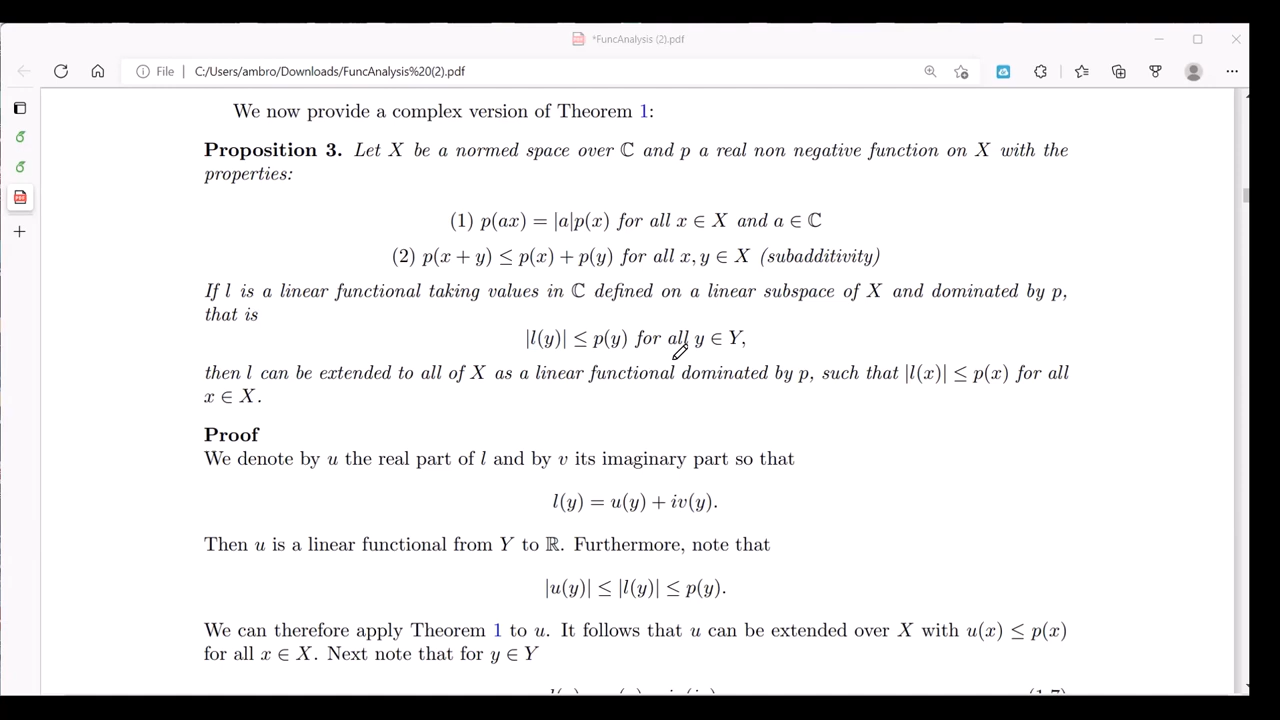 *FuncAnalysis (2).pdf
File | C:/Users/ambro/Downloads/FuncAnalysis%20(2).pdf
We now provide a complex version of Theorem 1:
Proposition 3. Let X be a normed space over ℂ and p a real non negative function on X with the
properties:
(1) p(ax) = |a|p(x) for all x ∈ X and a ∈ ℂ
(2) p(x + y) ≤ p(x) + p(y) for all x, y ∈ X (subadditivity)
If l is a linear functional taking values in ℂ defined on a linear subspace of X and dominated by p,
that is
|l(y)| ≤ p(y) for all y ∈ Y,
then l can be extended to all of X as a linear functional dominated by p, such that |l(x)| ≤ p(x) for all
x ∈ X.
Proof
We denote by u the real part of l and by v its imaginary part so that
l(y) = u(y) + iv(y).
Then u is a linear functional from Y to ℝ. Furthermore, note that
|u(y)| ≤ |l(y)| ≤ p(y).
We can therefore apply Theorem 1 to u. It follows that u can be extended over X with u(x) ≤ p(x)
for all x ∈ X. Next note that for y ∈ Y